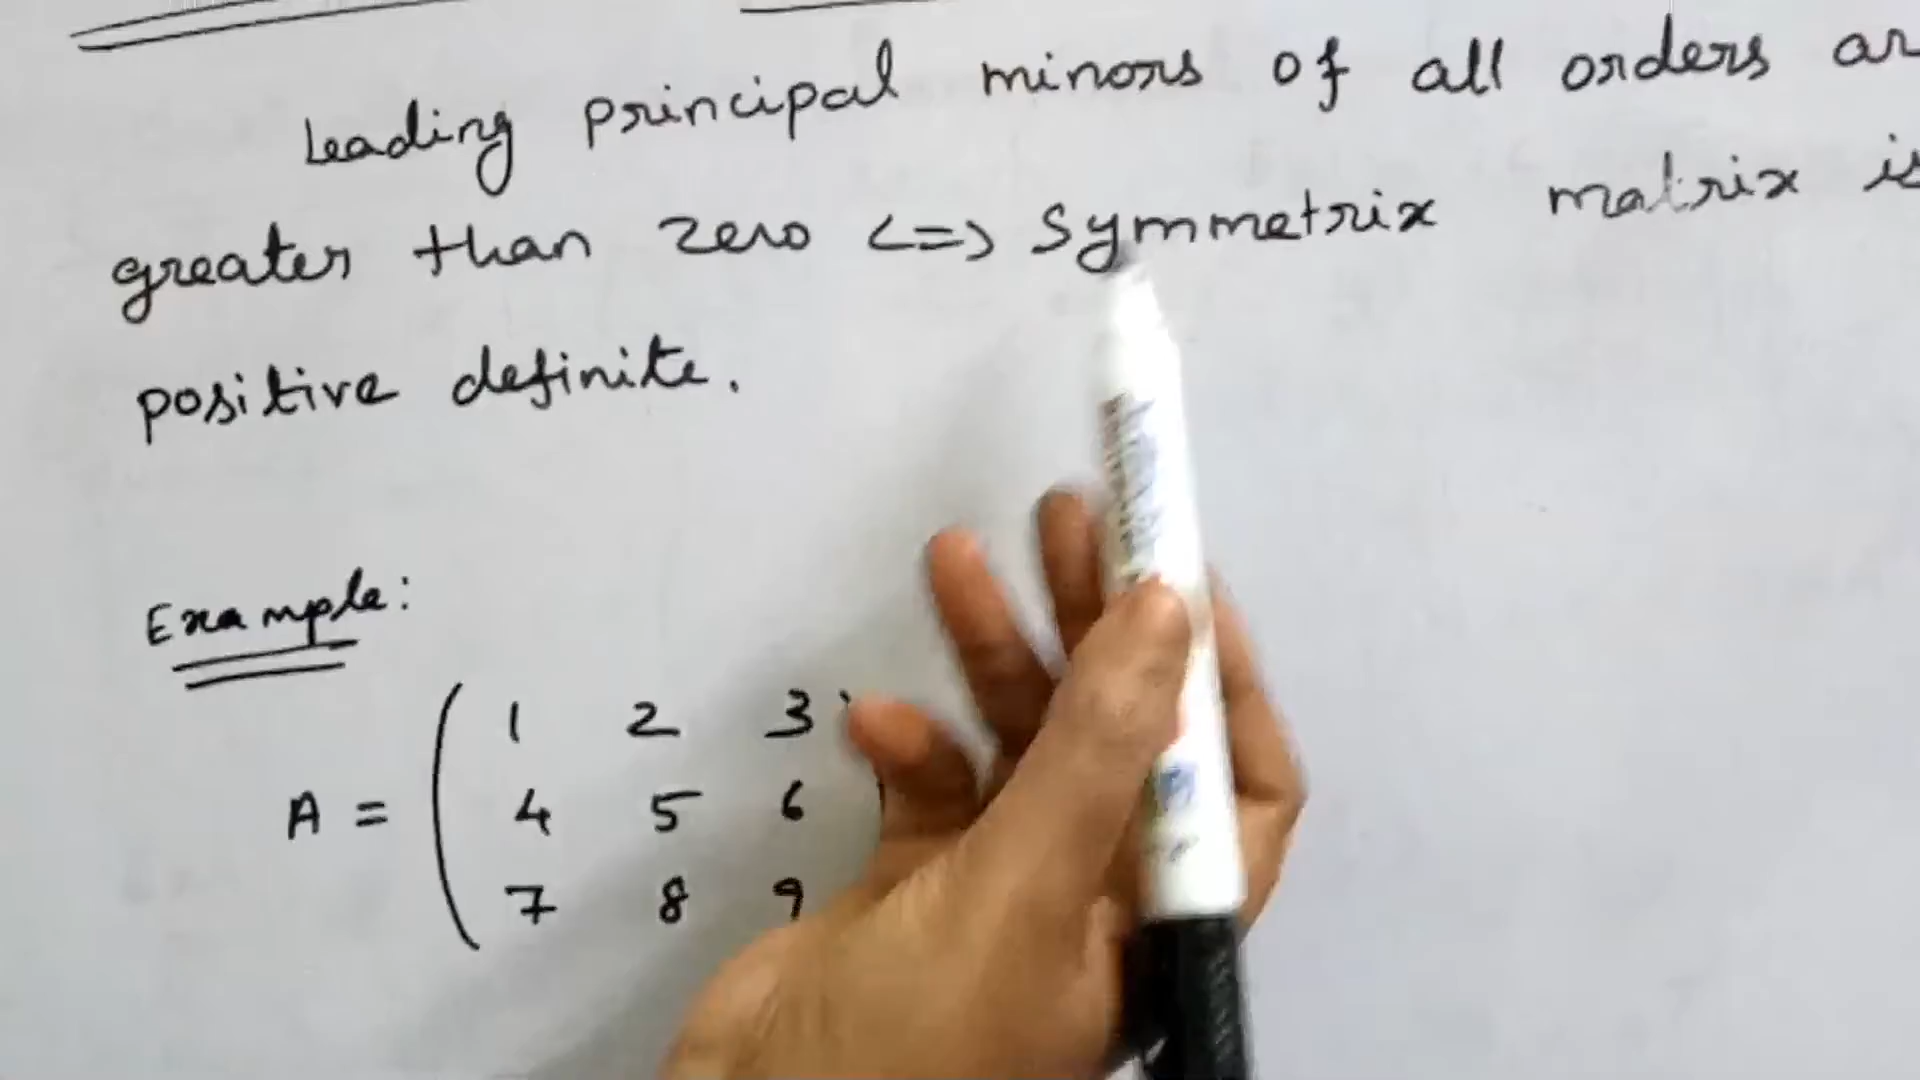 Leading principal minors of all orders ar
greater than zero <=> Symmetrix matrix is
positive definite.
Example:
A = ( 1 2 3
4 5 6
7 8 9